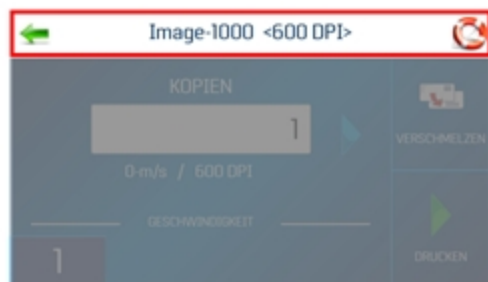 Image-1000 <600 DPI>
KOPIEN
1
VERSCHMELZEN
0-m/s / 600 DPI
GESCHWINDIGKEIT
1
DRUCKEN